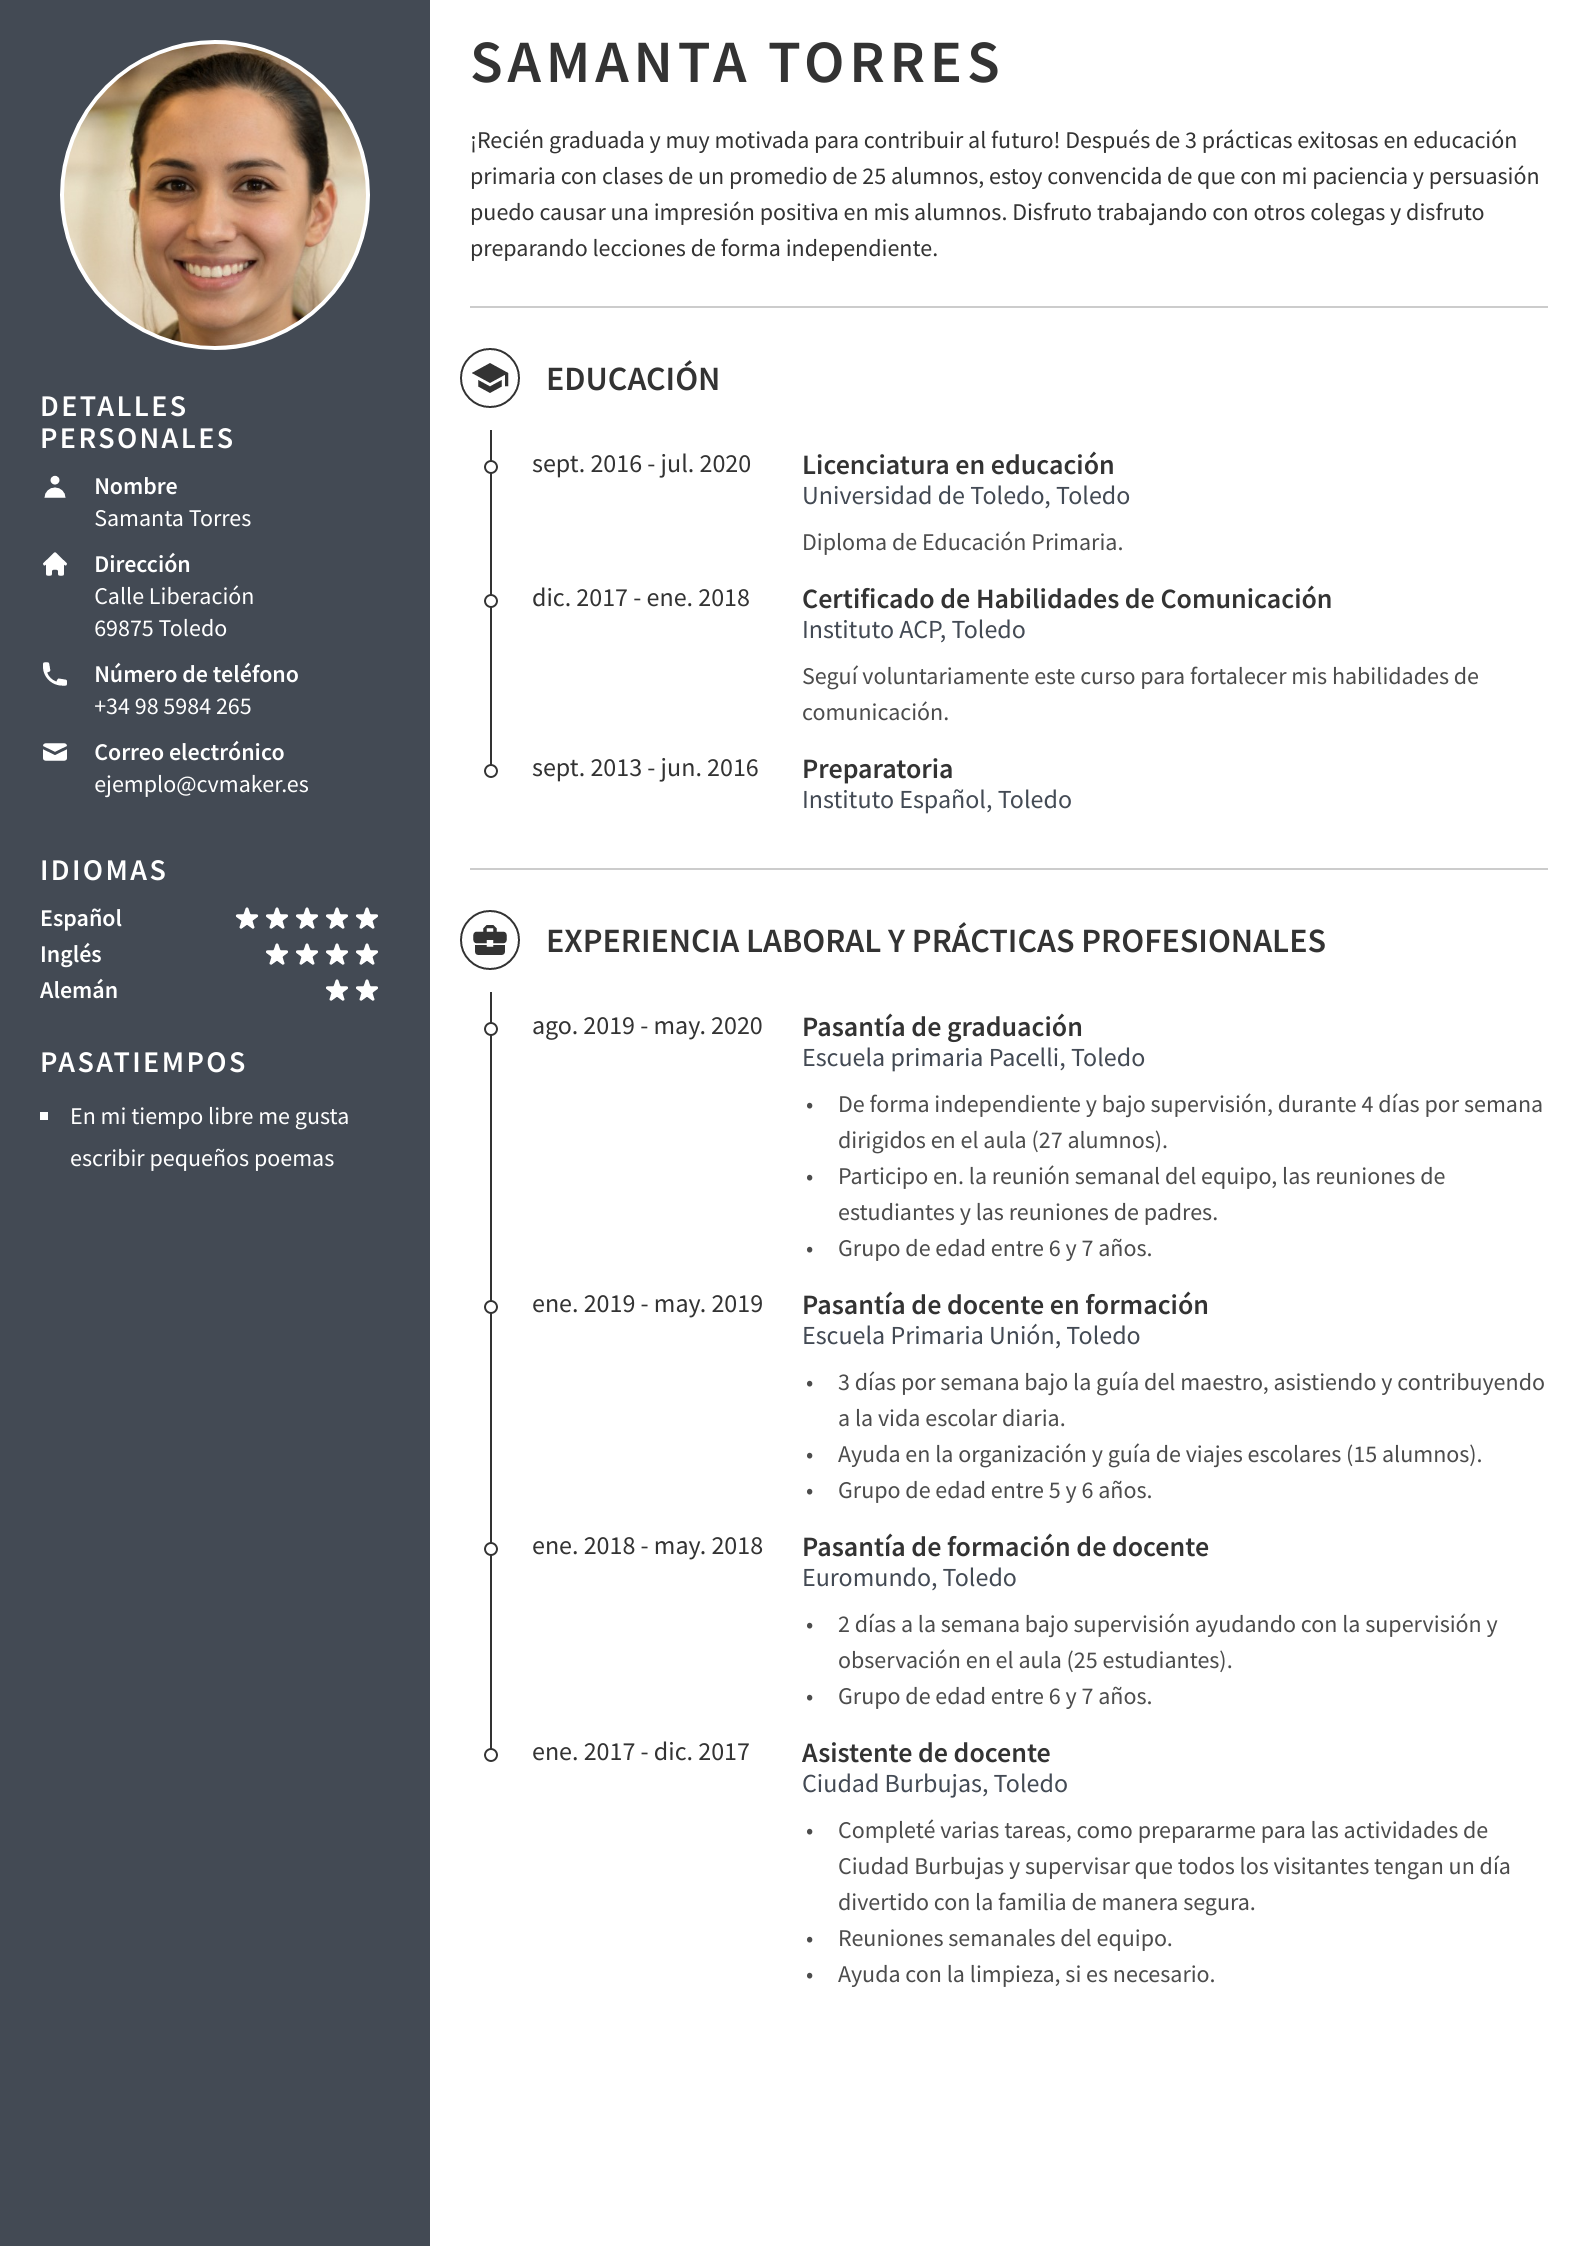 SAMANTA TORRES
¡Recién graduada y muy motivada para contribuir al futuro! Después de 3 prácticas exitosas en educación
primaria con clases de un promedio de 25 alumnos, estoy convencida de que con mi paciencia y persuasión
puedo causar una impresión positiva en mis alumnos. Disfruto trabajando con otros colegas y disfruto
preparando lecciones de forma independiente.
DETALLES
PERSONALES
Nombre
Samanta Torres
Dirección
Calle Liberación
69875 Toledo
Número de teléfono
+34 98 5984 265
Correo electrónico
ejemplo@cvmaker.es
IDIOMAS
Español
Inglés
Alemán
PASATIEMPOS
En mi tiempo libre me gusta
escribir pequeños poemas
EDUCACIÓN
sept. 2016 - jul. 2020
Licenciatura en educación
Universidad de Toledo, Toledo
Diploma de Educación Primaria.
dic. 2017 - ene. 2018
Certificado de Habilidades de Comunicación
Instituto ACP, Toledo
Seguí voluntariamente este curso para fortalecer mis habilidades de
comunicación.
sept. 2013 - jun. 2016
Preparatoria
Instituto Español, Toledo
EXPERIENCIA LABORAL Y PRÁCTICAS PROFESIONALES
ago. 2019 - may. 2020
Pasantía de graduación
Escuela primaria Pacelli, Toledo
• De forma independiente y bajo supervisión, durante 4 días por semana
dirigidos en el aula (27 alumnos).
• Participo en. la reunión semanal del equipo, las reuniones de
estudiantes y las reuniones de padres.
• Grupo de edad entre 6 y 7 años.
ene. 2019 - may. 2019
Pasantía de docente en formación
Escuela Primaria Unión, Toledo
• 3 días por semana bajo la guía del maestro, asistiendo y contribuyendo
a la vida escolar diaria.
• Ayuda en la organización y guía de viajes escolares (15 alumnos).
• Grupo de edad entre 5 y 6 años.
ene. 2018 - may. 2018
Pasantía de formación de docente
Euromundo, Toledo
• 2 días a la semana bajo supervisión ayudando con la supervisión y
observación en el aula (25 estudiantes).
• Grupo de edad entre 6 y 7 años.
ene. 2017 - dic. 2017
Asistente de docente
Ciudad Burbujas, Toledo
• Completé varias tareas, como prepararme para las actividades de
Ciudad Burbujas y supervisar que todos los visitantes tengan un día
divertido con la familia de manera segura.
• Reuniones semanales del equipo.
• Ayuda con la limpieza, si es necesario.